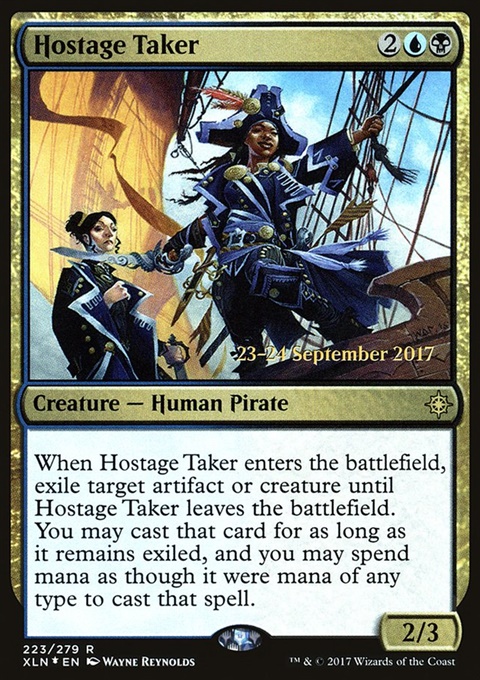 Hostage Taker 2
23-24 September 2017
Creature — Human Pirate
When Hostage Taker enters the battlefield,
exile target artifact or creature until
Hostage Taker leaves the battlefield.
You may cast that card for as long as
it remains exiled, and you may spend
mana as though it were mana of any
type to cast that spell.
2/3
223/279 R
XLN ★ EN Wayne Reynolds
™ & © 2017 Wizards of the Coast